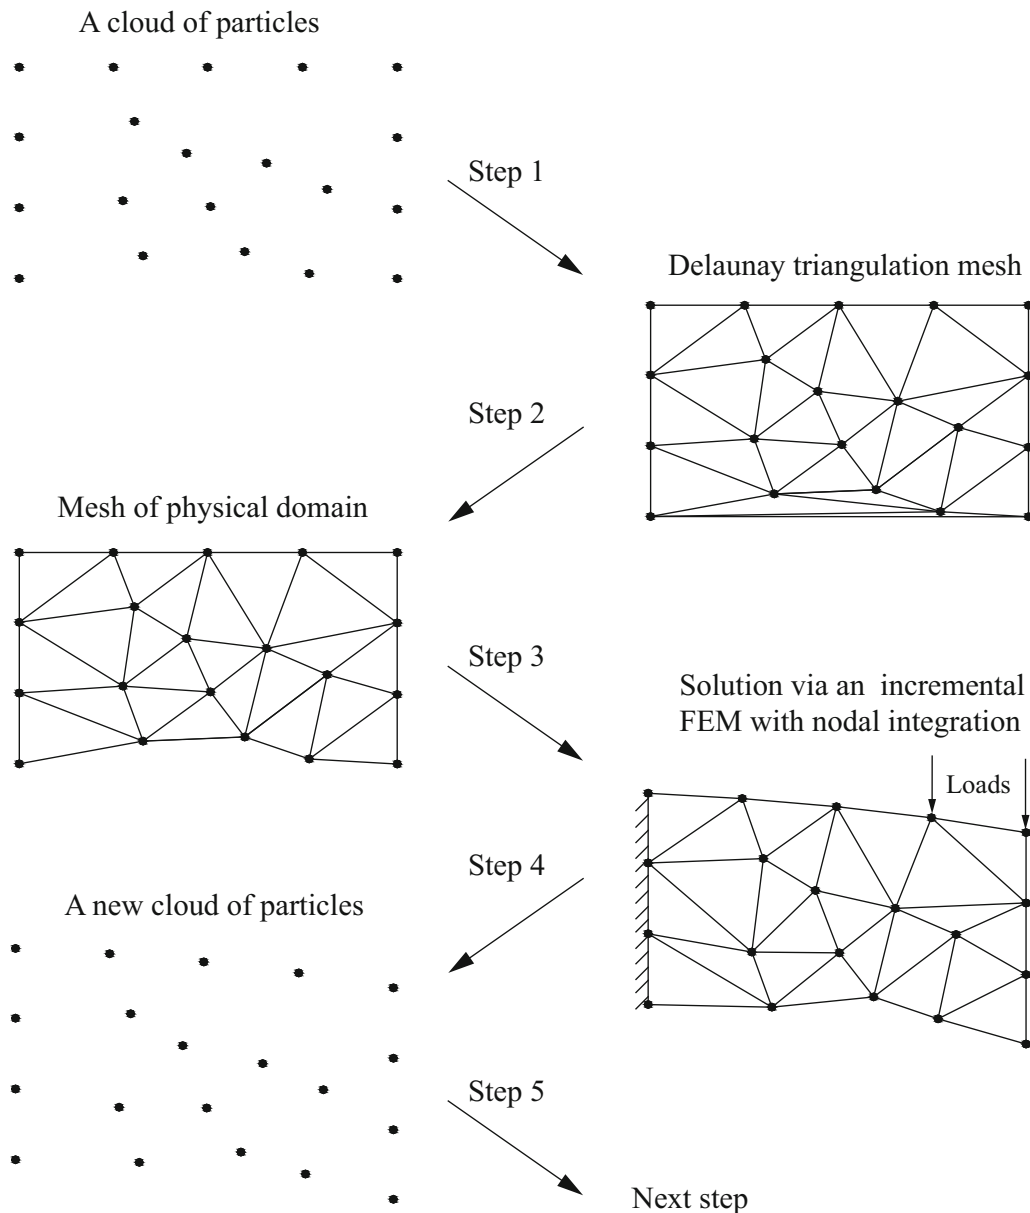 A cloud of particles
Step 1
Delaunay triangulation mesh
Step 2
Mesh of physical domain
Step 3
Solution via an incremental
FEM with nodal integration
Loads
Step 4
A new cloud of particles
Step 5
Next step